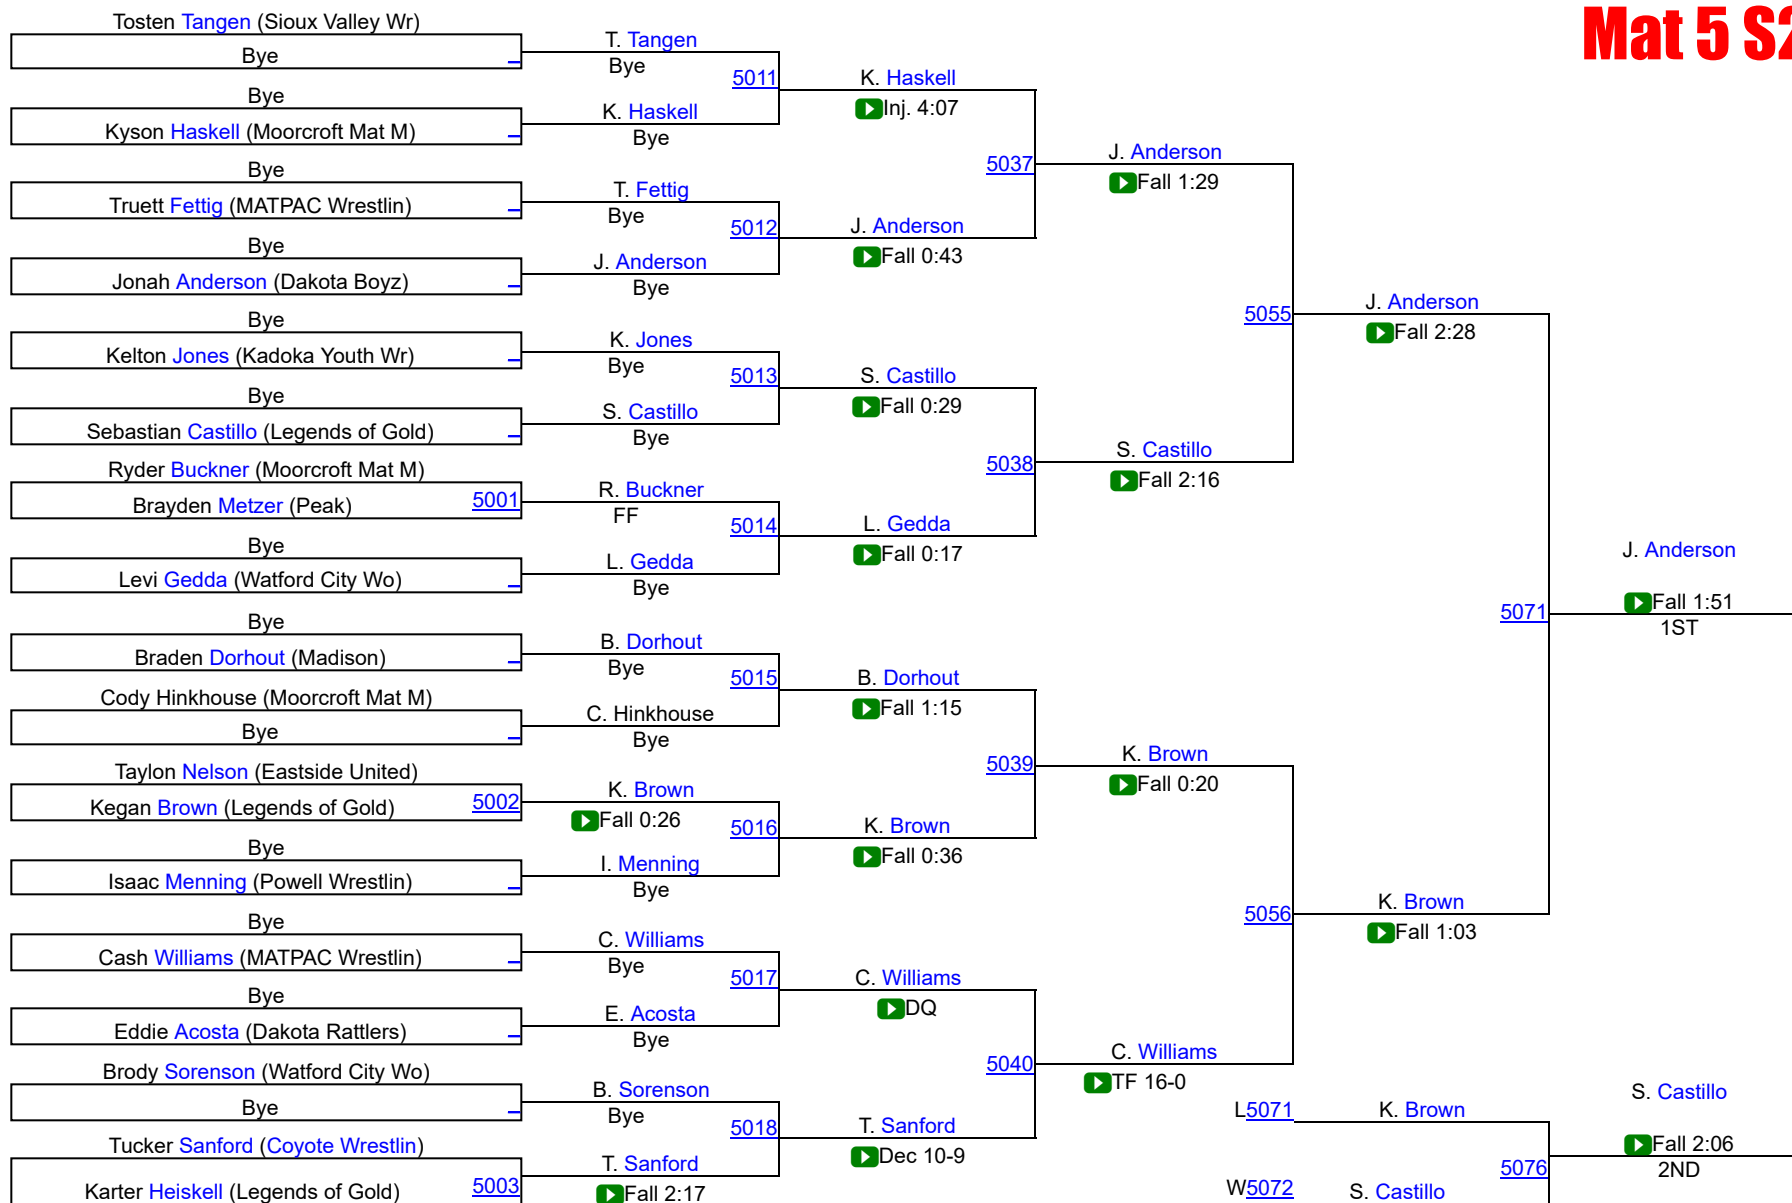 Mat 5 S2
Tosten Tangen (Sioux Valley Wr)
Bye
Bye
Kyson Haskell (Moorcroft Mat M)
Bye
Truett Fettig (MATPAC Wrestlin)
Bye
Jonah Anderson (Dakota Boyz)
Bye
Kelton Jones (Kadoka Youth Wr)
Bye
Sebastian Castillo (Legends of Gold)
Ryder Buckner (Moorcroft Mat M)
Brayden Metzer (Peak) 5001
Bye
Levi Gedda (Watford City Wo)
Bye
Braden Dorhout (Madison)
Cody Hinkhouse (Moorcroft Mat M)
Bye
Taylon Nelson (Eastside United)
Kegan Brown (Legends of Gold) 5002
Bye
Isaac Menning (Powell Wrestlin)
Bye
Cash Williams (MATPAC Wrestlin)
Bye
Eddie Acosta (Dakota Rattlers)
Brody Sorenson (Watford City Wo)
Bye
Tucker Sanford (Coyote Wrestlin)
Karter Heiskell (Legends of Gold) 5003
T. Tangen
Bye
5011
K. Haskell
Bye
T. Fettig
Bye
5012
J. Anderson
Bye
K. Jones
Bye
5013
S. Castillo
Bye
R. Buckner
FF
5014
L. Gedda
Bye
B. Dorhout
Bye
5015
C. Hinkhouse
Bye
K. Brown
Fall 0:26
5016
I. Menning
Bye
C. Williams
Bye
5017
E. Acosta
Bye
B. Sorenson
Bye
5018
T. Sanford
Fall 2:17
K. Haskell
Inj. 4:07
5037
J. Anderson
Fall 0:43
S. Castillo
Fall 0:29
5038
L. Gedda
Fall 0:17
B. Dorhout
Fall 1:15
5039
K. Brown
Fall 0:36
C. Williams
DQ
5040
T. Sanford
Dec 10-9
J. Anderson
Fall 1:29
5055
S. Castillo
Fall 2:16
K. Brown
Fall 0:20
5056
C. Williams
TF 16-0
J. Anderson
Fall 2:28
5071
K. Brown
Fall 1:03
J. Anderson
Fall 1:51
1ST
L5071 K. Brown
5076
W5072 S. Castillo
S. Castillo
Fall 2:06
2ND